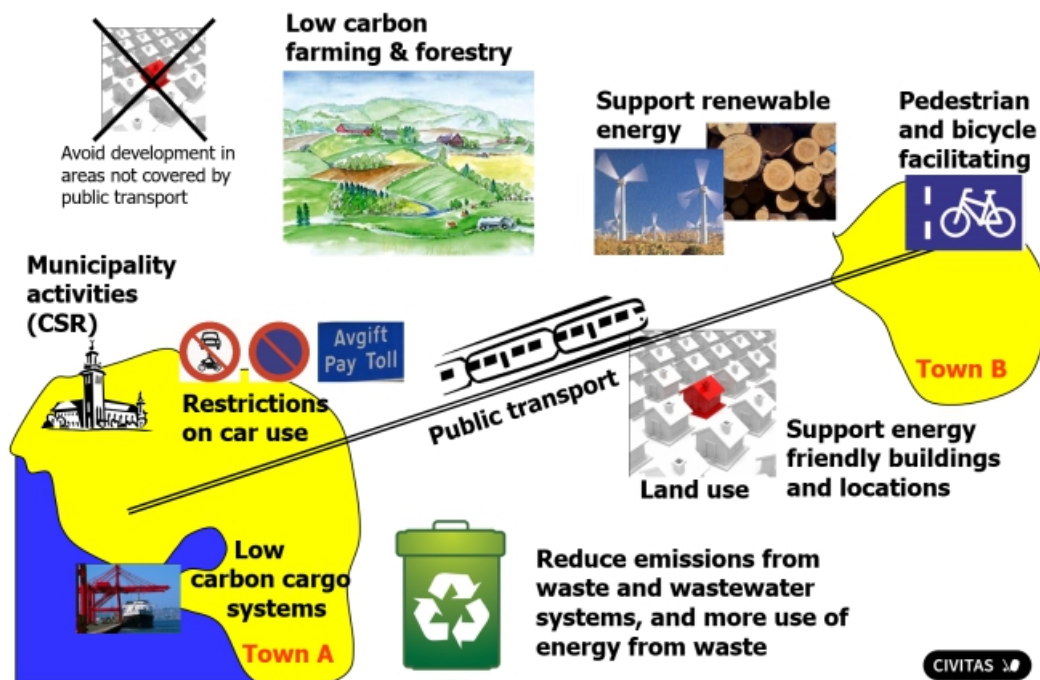 Low carbon
farming & forestry
Support renewable
energy
Pedestrian
and bicycle
facilitating
Avoid development in
areas not covered by
public transport
Municipality
activities
(CSR)
Avgift
Pay Toll
Restrictions
on car use
Public transport
Town B
Land use
Support energy
friendly buildings
and locations
Low
carbon cargo
systems
Town A
Reduce emissions from
waste and wastewater
systems, and more use of
energy from waste
CIVITAS